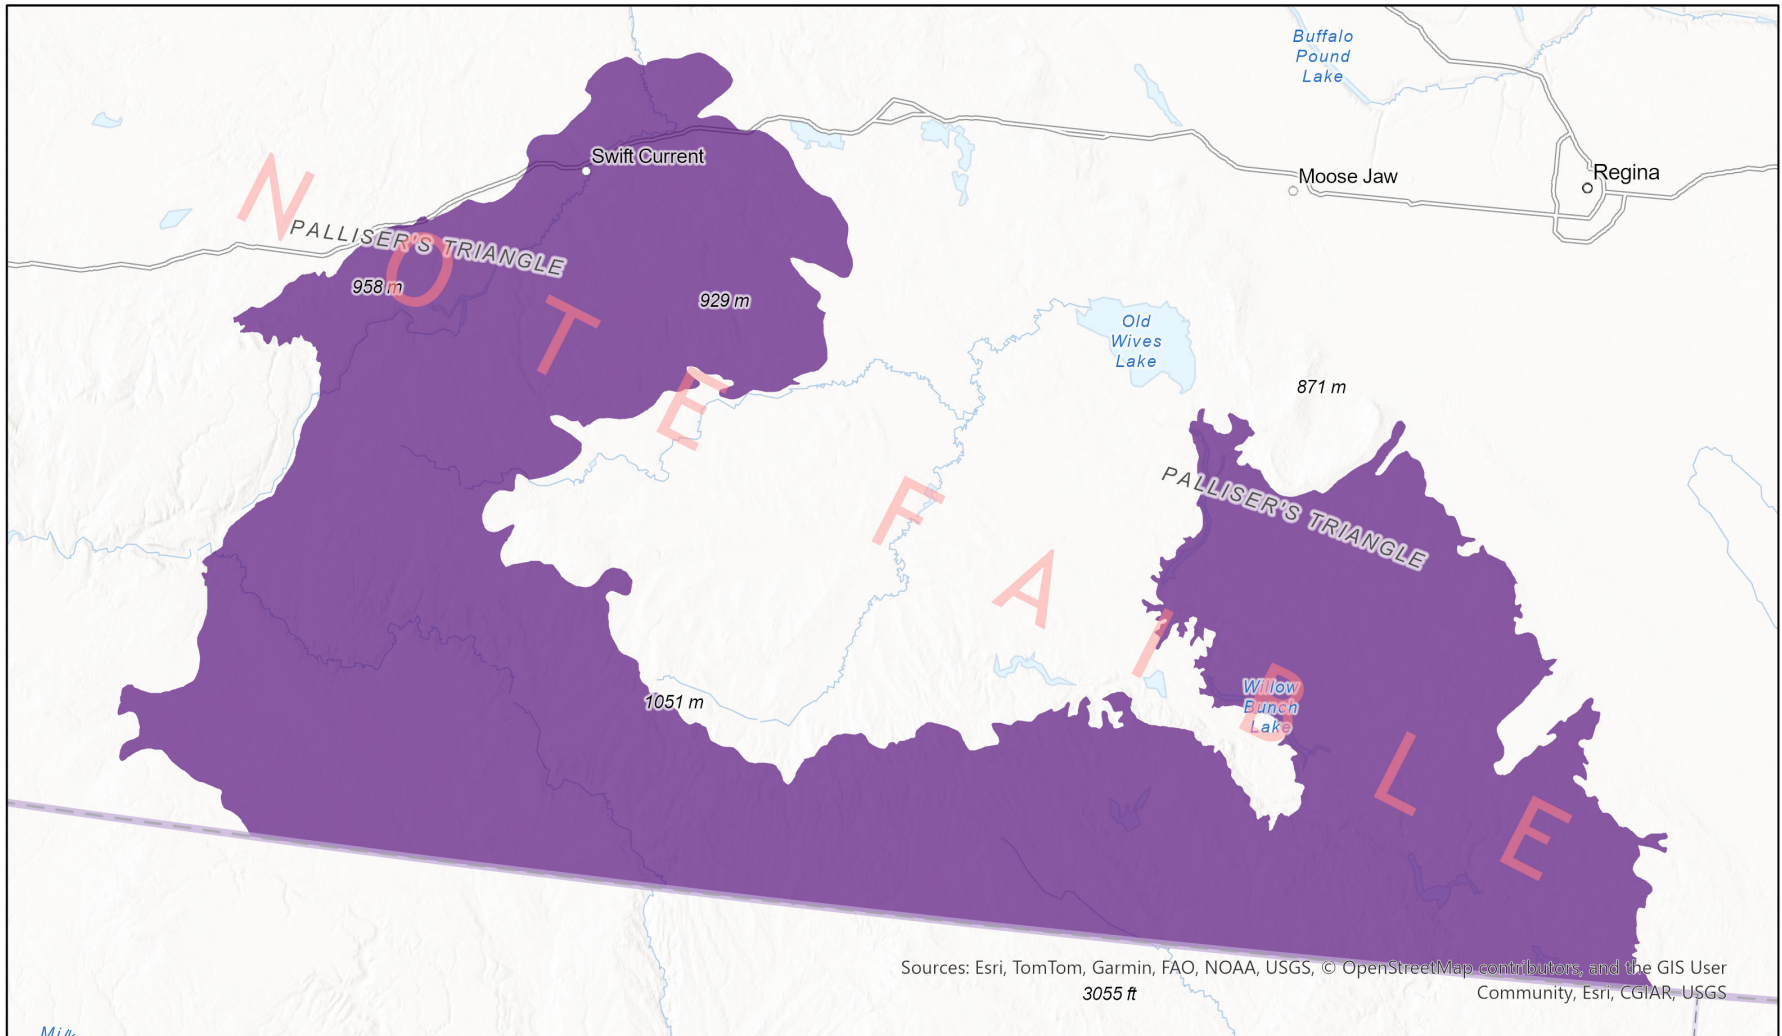 Buffalo
Pound
Lake
Swift Current
Moose Jaw
Regina
PALLISER'S TRIANGLE
958 m
929 m
Old
Wives
Lake
871 m
PALLISER'S TRIANGLE
1051 m
Willow
Bunch
Lake
NOTEFAIBLE
Sources: Esri, TomTom, Garmin, FAO, NOAA, USGS, © OpenStreetMap contributors, and the GIS User
Community, Esri, CGIAR, USGS
3055 ft
Milk